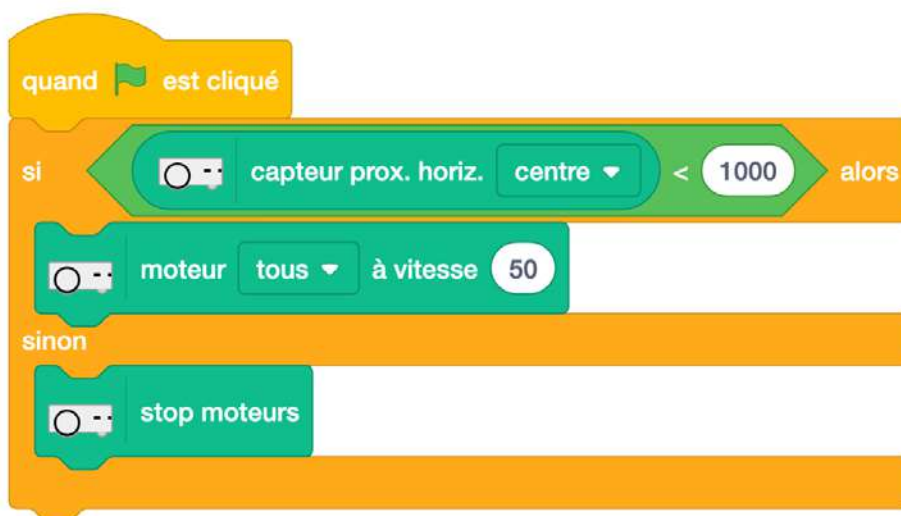 quand est cliqué
si capteur prox. horiz. centre < 1000 alors
moteur tous à vitesse 50
sinon
stop moteurs